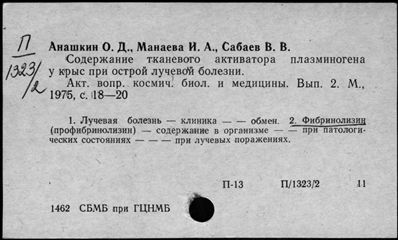 П
1323/2
Анашкин О. Д., Манаева И. А., Сабаев В. В.
Содержание тканевого активатора плазминогена
у крыс при острой лучевой болезни.
Акт. вопр. космич. биол. и медицины. Вып. 2. М.,
1975, с. 18—20
1. Лучевая болезнь — клиника — — обмен. 2. Фибринолизин
(профибринолизин) — содержание в организме — — при патологи-
ческих состояниях — — — при лучевых поражениях.
П-13 П/1323/2 11
1462 СБМБ при ГЦНМБ